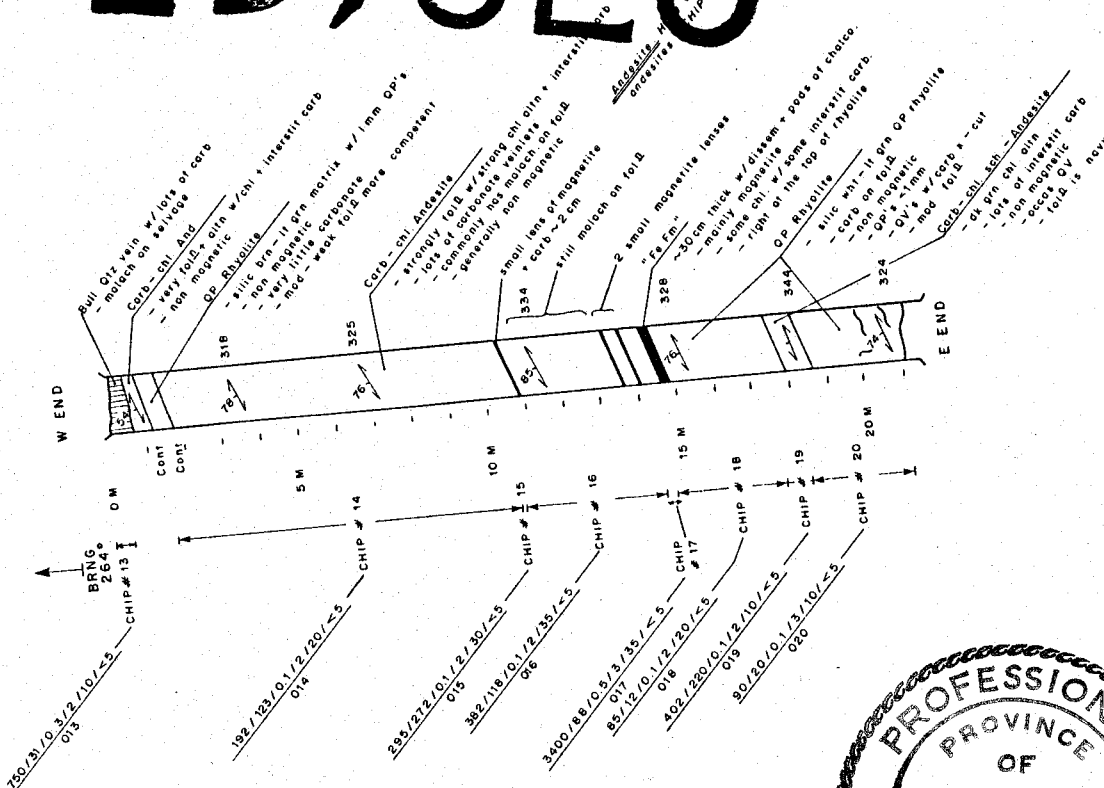 Bull Qtz vein w/ lots of carb
- malach on selvage
Carb-chl. And
- very fol'n + altn w/chl + interstit carb
- non magnetic
QP Rhyolite
- silic brn - lt grn matrix w/ 1mm QP's.
- non magnetic
- very little carbonate
- mod - weak fol'n more competent
Carb-chl. Andesite
- strongly fol'n w/strong chl altn + interstit carb
- lots of carbonate veinlets
- commonly has malach on fol'n
- generally non magnetic
Andesite
andesites
small lens of magnetite
+ carb ~2cm
still malach on fol'n
2 small magnetite lenses
"Fe Fm"
- ~30 cm thick w/dissem + pods of chalco.
- mainly magnetite
- some chl. w/ some interstit carb.
- right at the top of rhyolite
QP Rhyolite
- silic wht - lt grn QP rhyolite
- carb on fol'n
- non magnetic
- QP's <1mm
- QV's w/carb x-cut
- mod fol'n
Carb-chl. sch. - Andesite
- dk grn chl altn
- lots of interstit carb
- non magnetic
- occas QV
- fol'n is
W END
318
325
334
328
344
324
78
76
85
76
74
E END
Cont
Cont
0 M
5 M
10 M
15 M
20 M
BRNG
264°
CHIP # 13
CHIP # 14
CHIP # 15
CHIP # 16
CHIP # 17
CHIP # 18
CHIP # 19
CHIP # 20
750/31/0.3/2/10/<5
013
192/123/0.1/2/20/<5
014
295/272/0.1/2/30/<5
015
382/118/0.1/2/35/<5
016
3400/88/0.5/3/35/<5
017
85/12/0.1/2/20/<5
018
402/220/0.1/2/10/<5
019
90/20/0.1/3/10/<5
020
PROFESSION
PROVINCE
OF